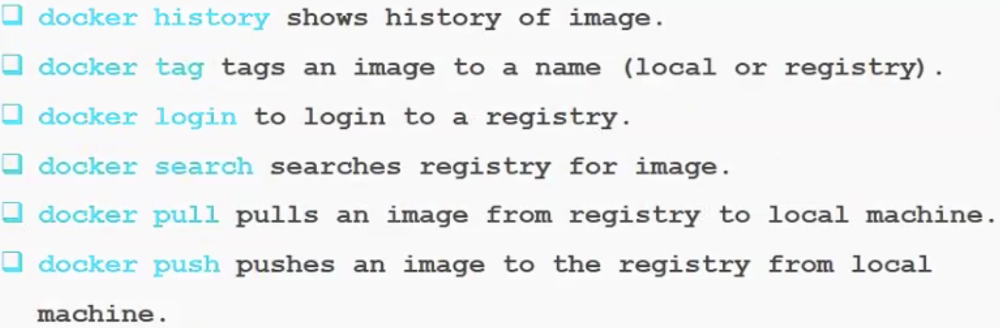 ❑ docker history shows history of image.
❑ docker tag tags an image to a name (local or registry).
❑ docker login to login to a registry.
❑ docker search searches registry for image.
❑ docker pull pulls an image from registry to local machine.
❑ docker push pushes an image to the registry from local
machine.